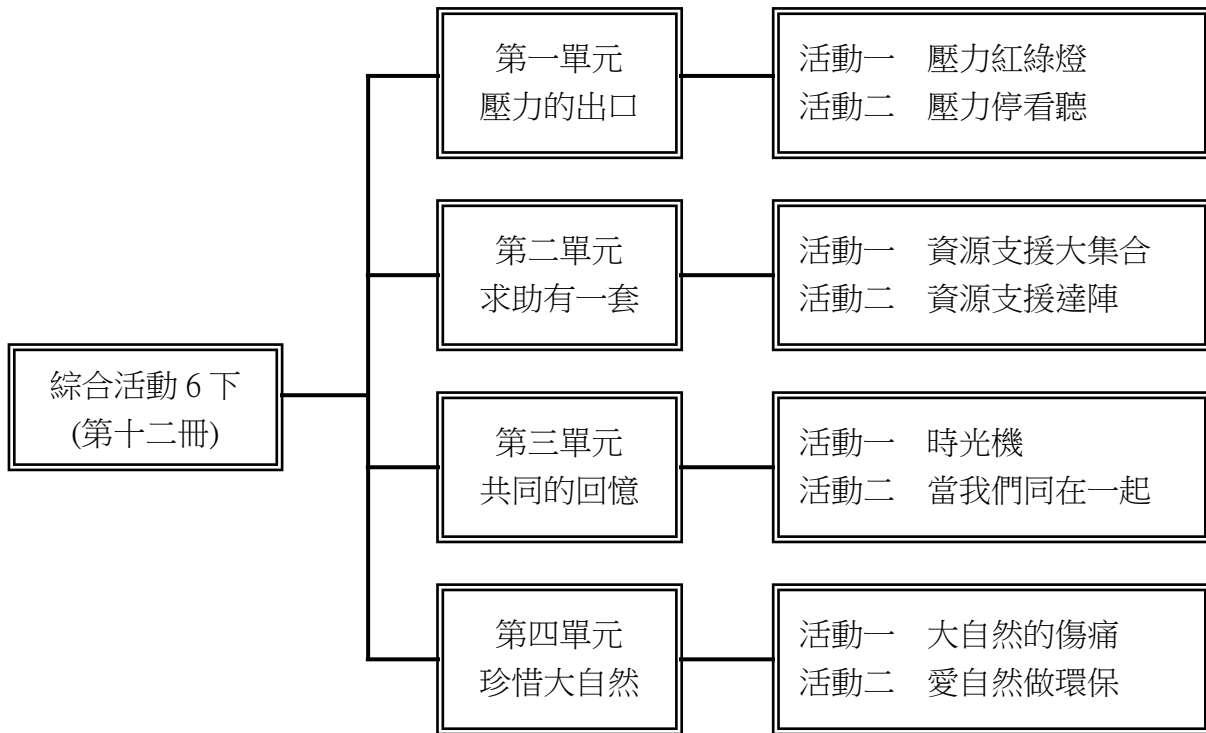 綜合活動 6 下
(第十二冊)
第一單元
壓力的出口
活動一　壓力紅綠燈
活動二　壓力停看聽
第二單元
求助有一套
活動一　資源支援大集合
活動二　資源支援達陣
第三單元
共同的回憶
活動一　時光機
活動二　當我們同在一起
第四單元
珍惜大自然
活動一　大自然的傷痛
活動二　愛自然做環保